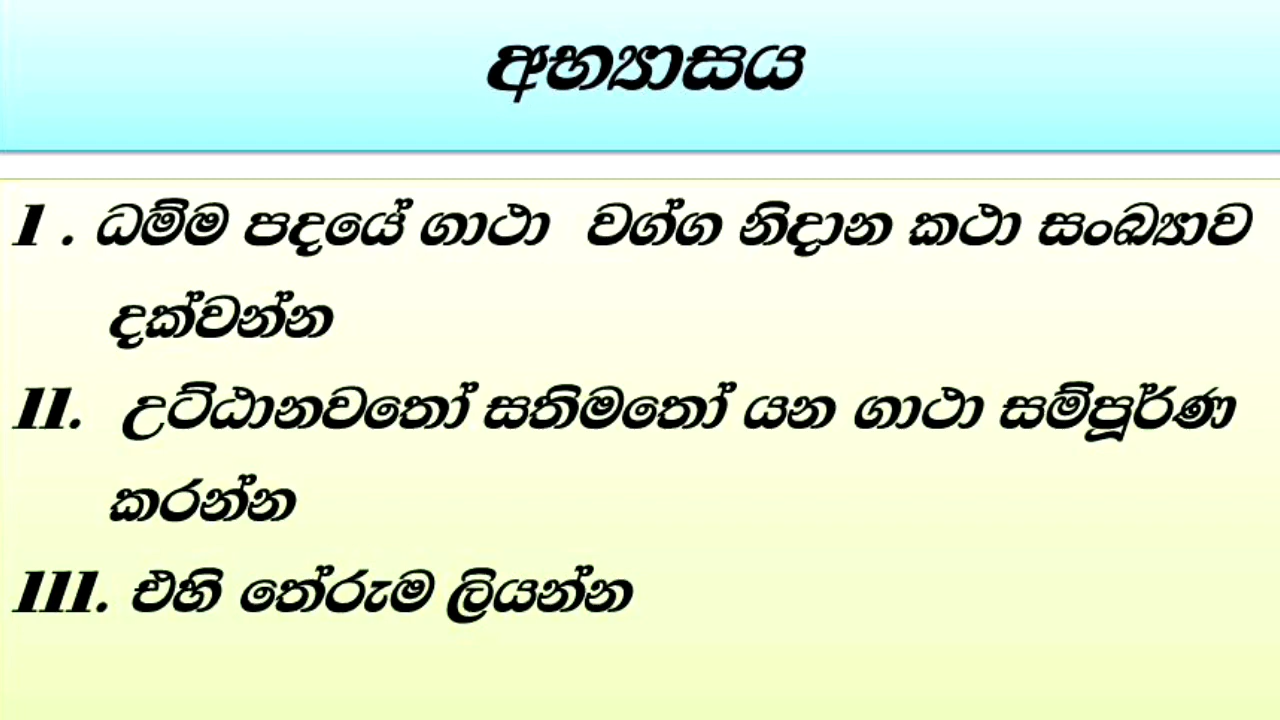 අභ්‍යාසය
I . ධම්ම පදයේ ගාථා වග්ග නිදාන කථා සංඛ්‍යාව
දක්වන්න
II. උට්ඨානවතෝ සතිමතෝ යන ගාථා සම්පූර්ණ
කරන්න
III. එහි තේරුම ලියන්න